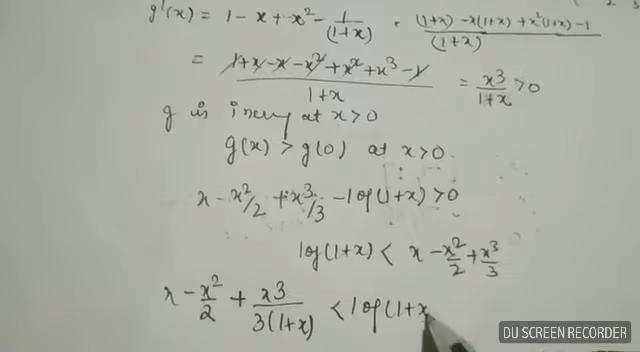 g'(x) = 1 - x + x² - 1/(1+x) = ((1+x) - x(1+x) + x²(1+x) - 1)/(1+x)
= (1+x - x - x² + x² + x³ - 1)/(1+x) = x³/(1+x) > 0
g is at x > 0
g(x) > g(0) at x > 0.
x - x²/2 + x³/3 - log(1+x) > 0
log(1+x) < x - x²/2 + x³/3
x - x²/2 + x3/3(1+x) < log(1+x
DU SCREEN RECORDER